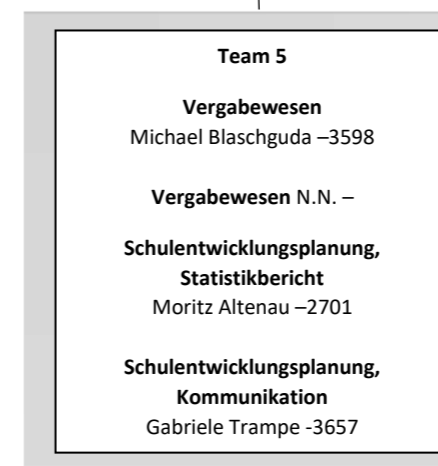 Team 5
Vergabewesen
Michael Blaschguda –3598
Vergabewesen N.N. –
Schulentwicklungsplanung,
Statistikbericht
Moritz Altenau –2701
Schulentwicklungsplanung,
Kommunikation
Gabriele Trampe -3657